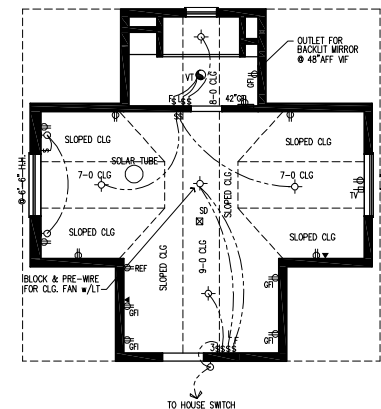 OUTLET FOR
BACKLIT MIRROR
@ 48"AFF VIF
VT
GFI
8-0 CLG
42"GFI
SLOPED CLG
SLOPED CLG
SOLAR TUBE
7-0 CLG
7-0 CLG
@ 6'-6" H.H.
TV
SD
SLOPED CLG
SLOPED CLG
SLOPED CLG
9-0 CLG
SLOPED CLG
REF
BLOCK & PRE-WIRE
FOR CLG. FAN w/LT
GFI
GFI
GFI
GFI
3
SSSS
TO HOUSE SWITCH